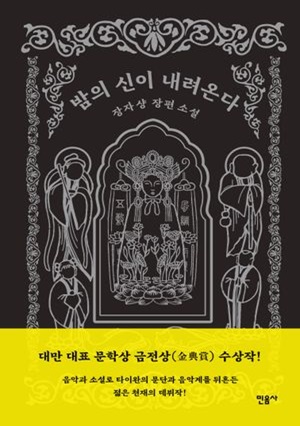 밤의 신이 내려온다
장자샹 장편 소설
대만 대표 문학상 금전상(金典賞) 수상작!
음악과 소설로 타이완의 문단과 음악계를 뒤흔든
젊은 천재의 데뷔작!
민음사